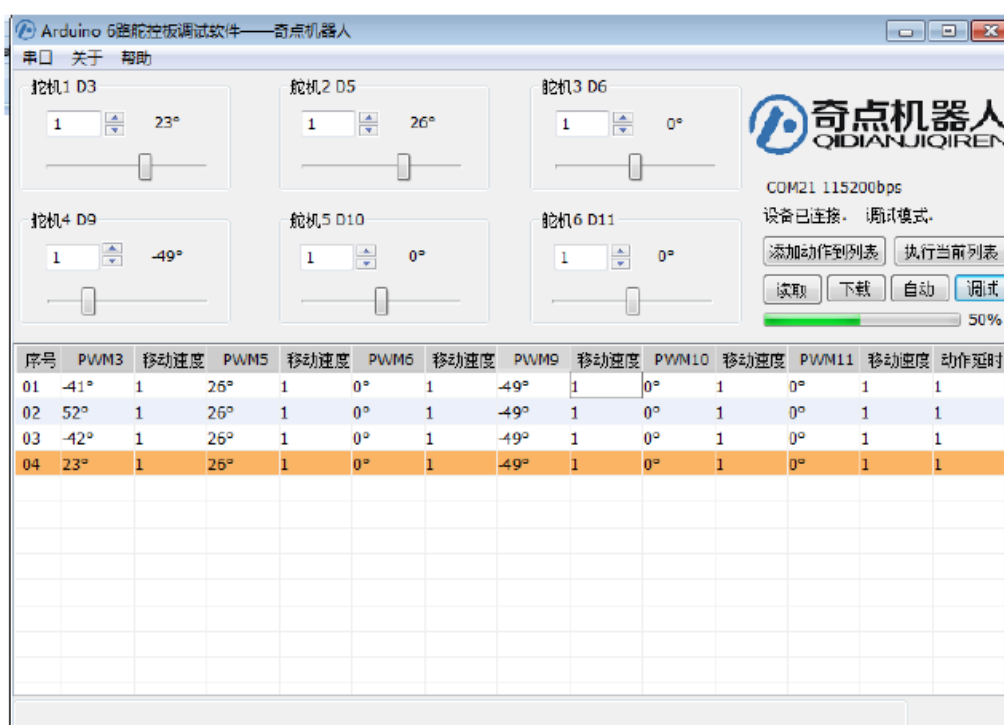 Arduino 6路舵控板调试软件——奇点机器人
串口 关于 帮助
舵机1 D3
1 23°
舵机2 D5
1 26°
舵机3 D6
1 0°
奇点机器人
QIDIANJIQIREN
COM21 115200bps
设备已连接. 调试模式.
舵机4 D9
1 -49°
舵机5 D10
1 0°
舵机6 D11
1 0°
添加动作到列表 执行当前列表
读取 下载 自动 调试
50%
序号 PWM3 移动速度 PWM5 移动速度 PWM6 移动速度 PWM9 移动速度 PWM10 移动速度 PWM11 移动速度 动作延时
01 -41° 1 26° 1 0° 1 -49° 1 0° 1 0° 1 1
02 52° 1 26° 1 0° 1 -49° 1 0° 1 0° 1 1
03 -42° 1 26° 1 0° 1 -49° 1 0° 1 0° 1 1
04 23° 1 26° 1 0° 1 -49° 1 0° 1 0° 1 1